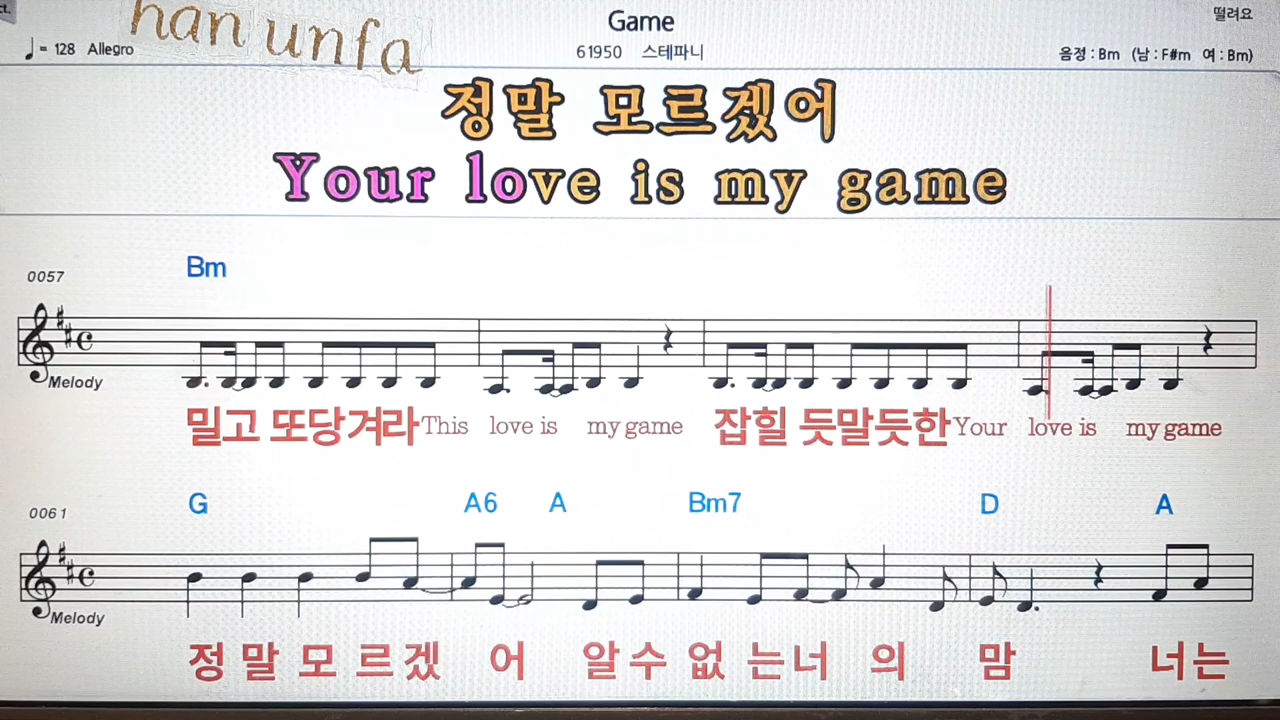 ct.
han unfa
Game
떨려요
♩= 128 Allegro
61950 스테파니
음정 : Bm (남 : F#m 여 : Bm)
정말 모르겠어
Your love is my game
Bm
0057
Melody
밀고 또당겨라 This love is my game 잡힐 듯말듯한 Your love is my game
G A6 A Bm7 D A
0061
Melody
정 말 모 르 겠 어 알 수 없 는 너 의 맘 너 는